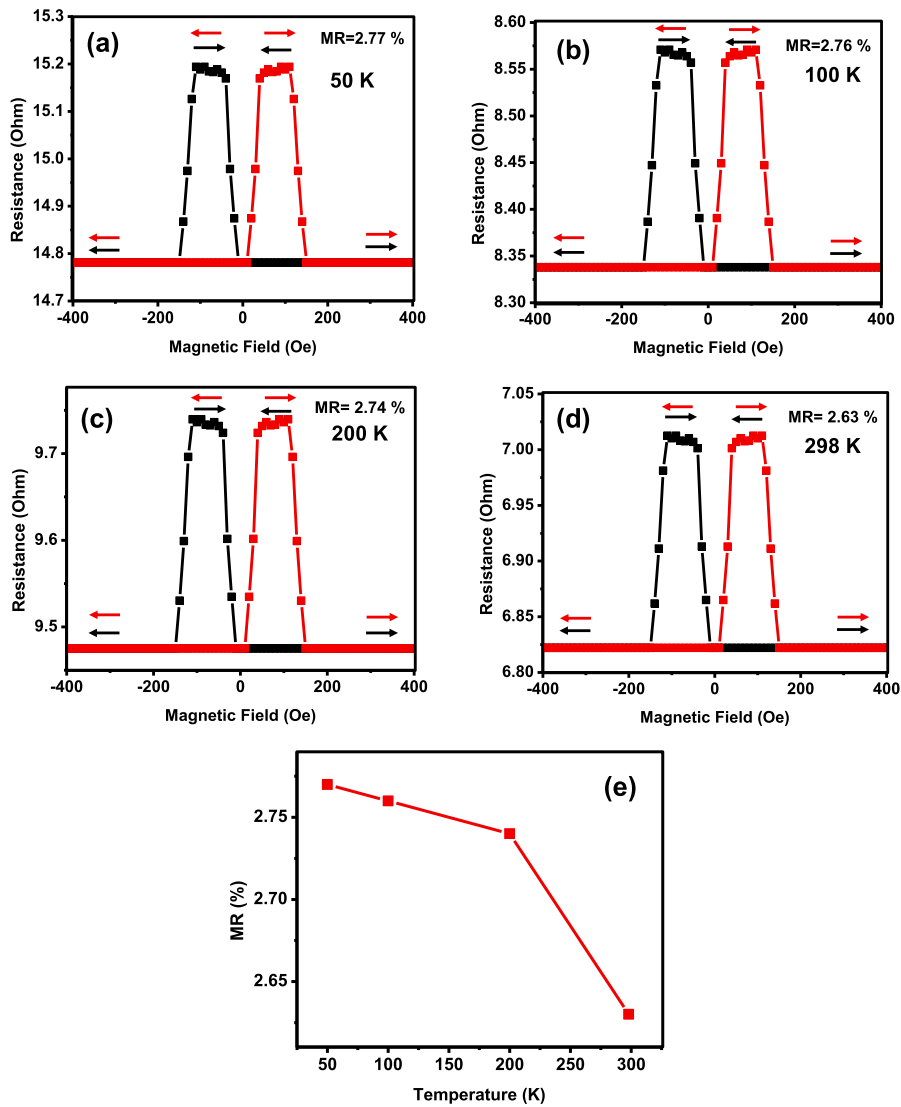 (a)
MR=2.77 %
50 K
Resistance (Ohm)
15.3
15.2
15.1
15.0
14.9
14.8
14.7
-400
-200
0
200
400
Magnetic Field (Oe)
(b)
MR=2.76 %
100 K
Resistance (Ohm)
8.60
8.55
8.50
8.45
8.40
8.35
8.30
-400
-200
0
200
400
Magnetic Field (Oe)
(c)
MR= 2.74 %
200 K
Resistance (Ohm)
9.7
9.6
9.5
-400
-200
0
200
400
Magnetic Field (Oe)
(d)
MR= 2.63 %
298 K
Resistance (Ohm)
7.05
7.00
6.95
6.90
6.85
6.80
-400
-200
0
200
400
Magnetic Field (Oe)
(e)
MR (%)
2.75
2.70
2.65
50
100
150
200
250
300
Temperature (K)